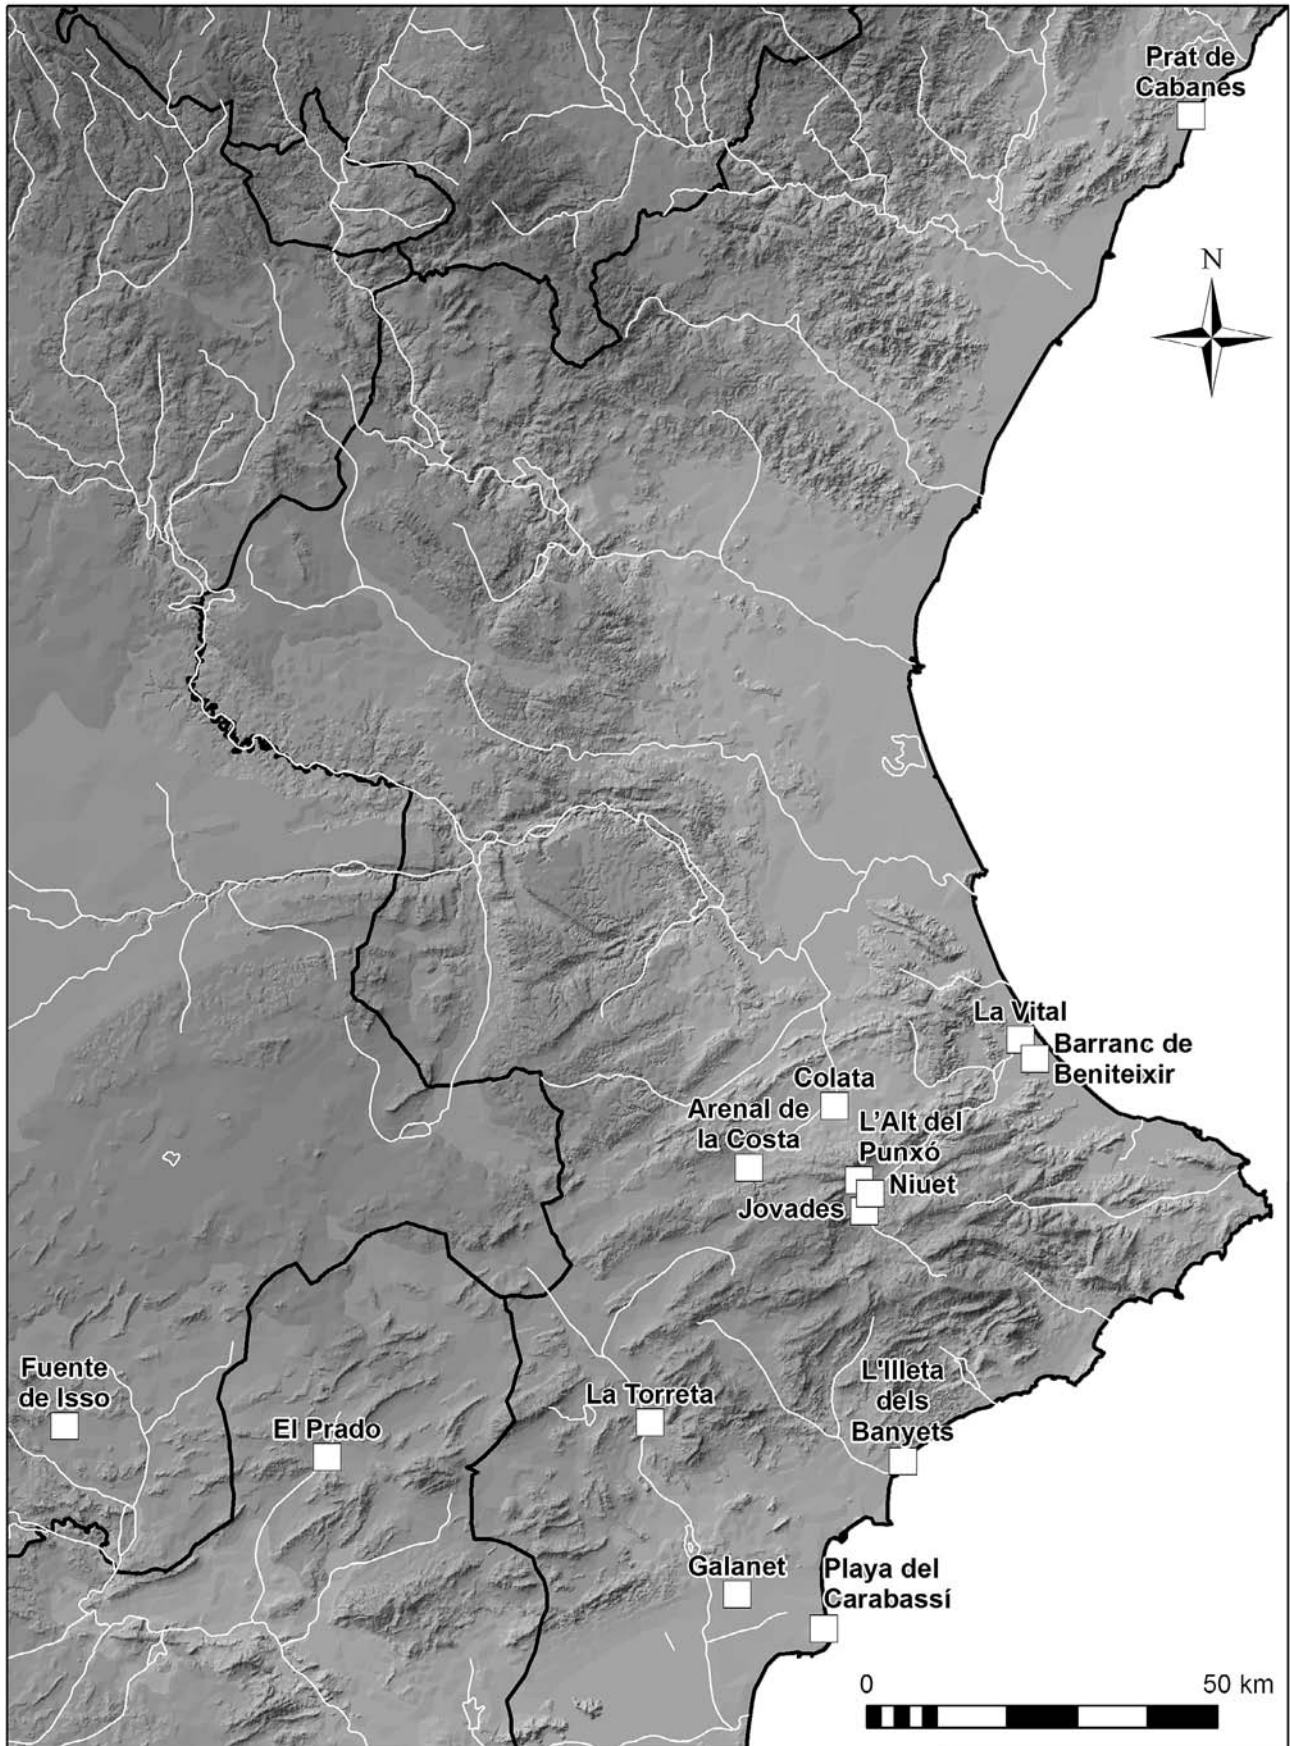 Prat de
Cabanes
N
La Vital
Barranc de
Beniteixir
Colata
Arenal de
la Costa
L'Alt del
Punxó
Niuet
Jovades
Fuente
de Isso
El Prado
La Torreta
L'Illeta
dels
Banyets
Galanet
Playa del
Carabassí
0 50 km